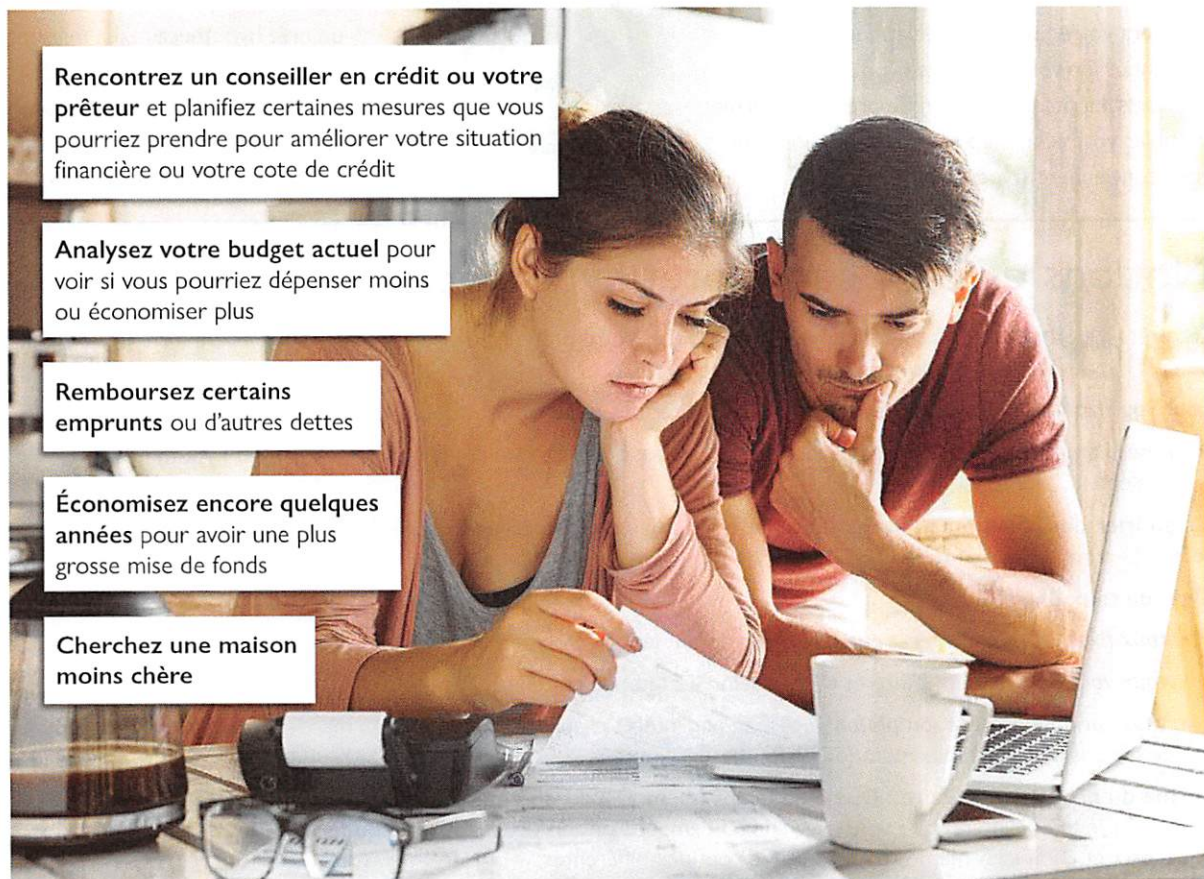 Rencontrez un conseiller en crédit ou votre
prêteur et planifiez certaines mesures que vous
pourriez prendre pour améliorer votre situation
financière ou votre cote de crédit
Analysez votre budget actuel pour
voir si vous pourriez dépenser moins
ou économiser plus
Remboursez certains
emprunts ou d'autres dettes
Économisez encore quelques
années pour avoir une plus
grosse mise de fonds
Cherchez une maison
moins chère